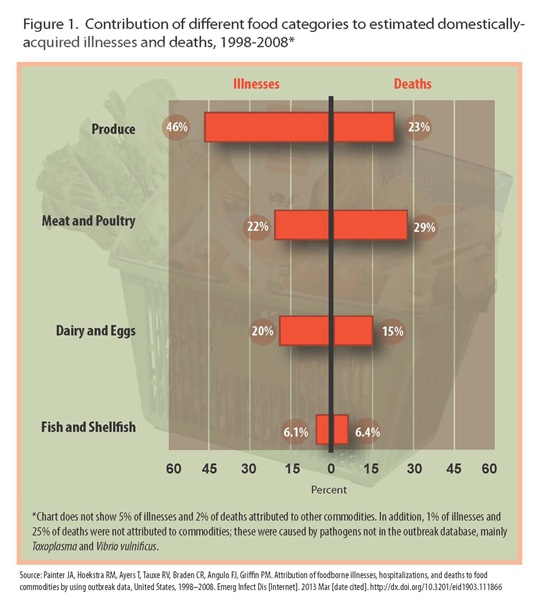 Figure 1.  Contribution of different food categories to estimated domestically-
acquired illnesses and deaths, 1998-2008*
Illnesses Deaths
Produce 46% 23%
Meat and Poultry 22% 29%
Dairy and Eggs 20% 15%
Fish and Shellfish 6.1% 6.4%
60 45 30 15 0 15 30 45 60
Percent
*Chart does not show 5% of illnesses and 2% of deaths attributed to other commodities. In addition, 1% of illnesses and
25% of deaths were not attributed to commodities; these were caused by pathogens not in the outbreak database, mainly
Toxoplasma and Vibrio vulnificus.
Source: Painter JA, Hoekstra RM, Ayers T, Tauxe RV, Braden CR, Angulo FJ, Griffin PM. Attribution of foodborne illnesses, hospitalizations, and deaths to food
commodities by using outbreak data, United States, 1998–2008. Emerg Infect Dis [Internet]. 2013 Mar [date cited]. http://dx.doi.org/10.3201/eid1903.111866